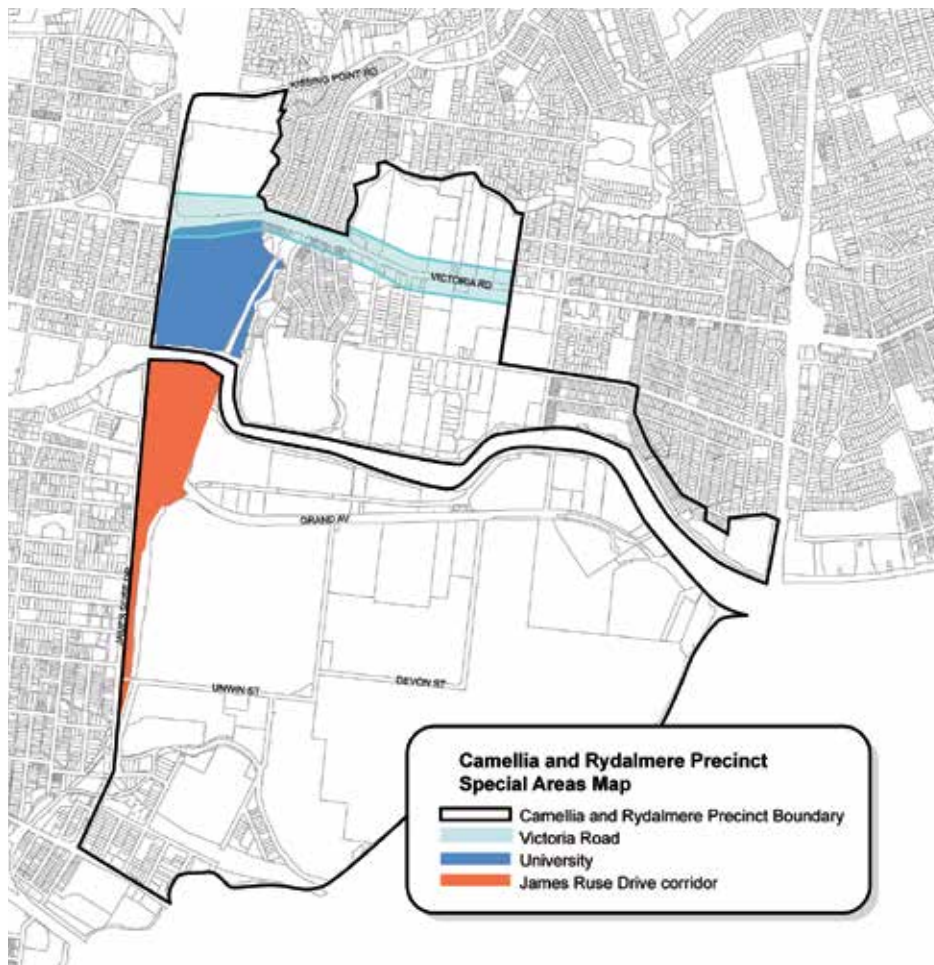 KISSING POINT RD
VICTORIA RD
GRAND AV
JAMES RUSE DR
UNWIN ST
DEVON ST
Camellia and Rydalmere Precinct
Special Areas Map
Camellia and Rydalmere Precinct Boundary
Victoria Road
University
James Ruse Drive corridor